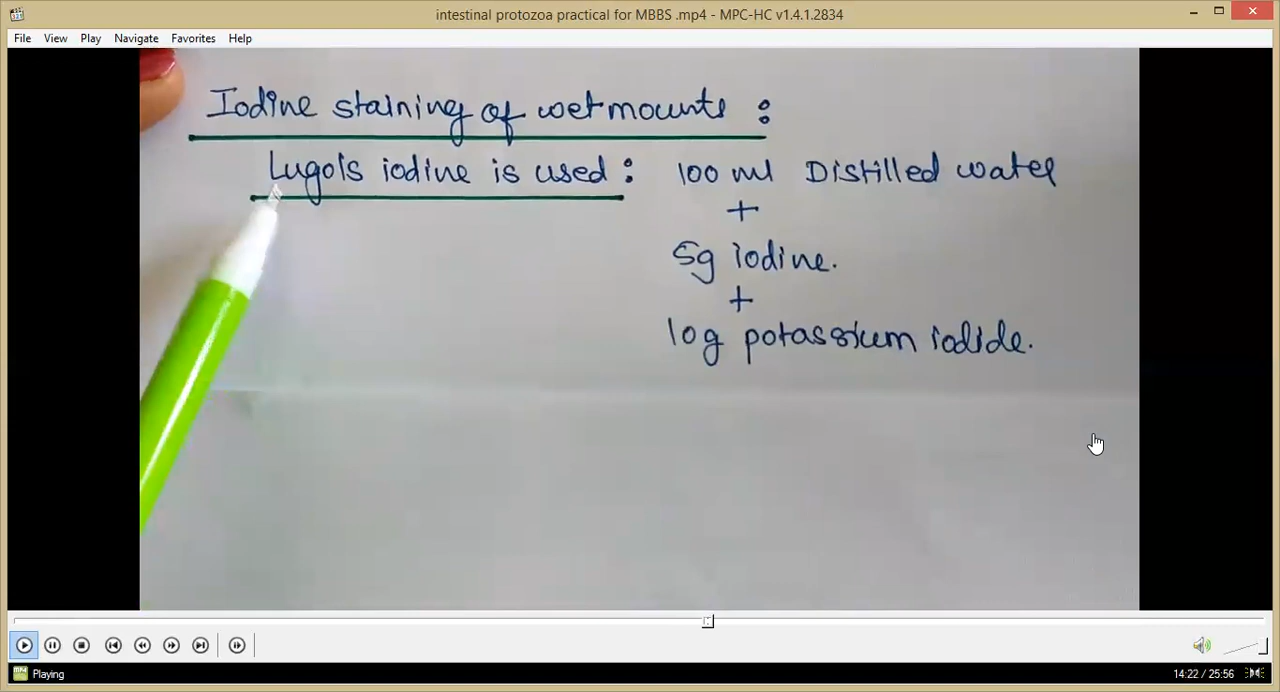 intestinal protozoa practical for MBBS .mp4 - MPC-HC v1.4.1.2834
File View Play Navigate Favorites Help
Iodine staining of wet mounts :
Lugols iodine is used : 100 ml Distilled water
+
5g iodine.
+
10g potassium iodide.
Playing
14:22 / 25:56